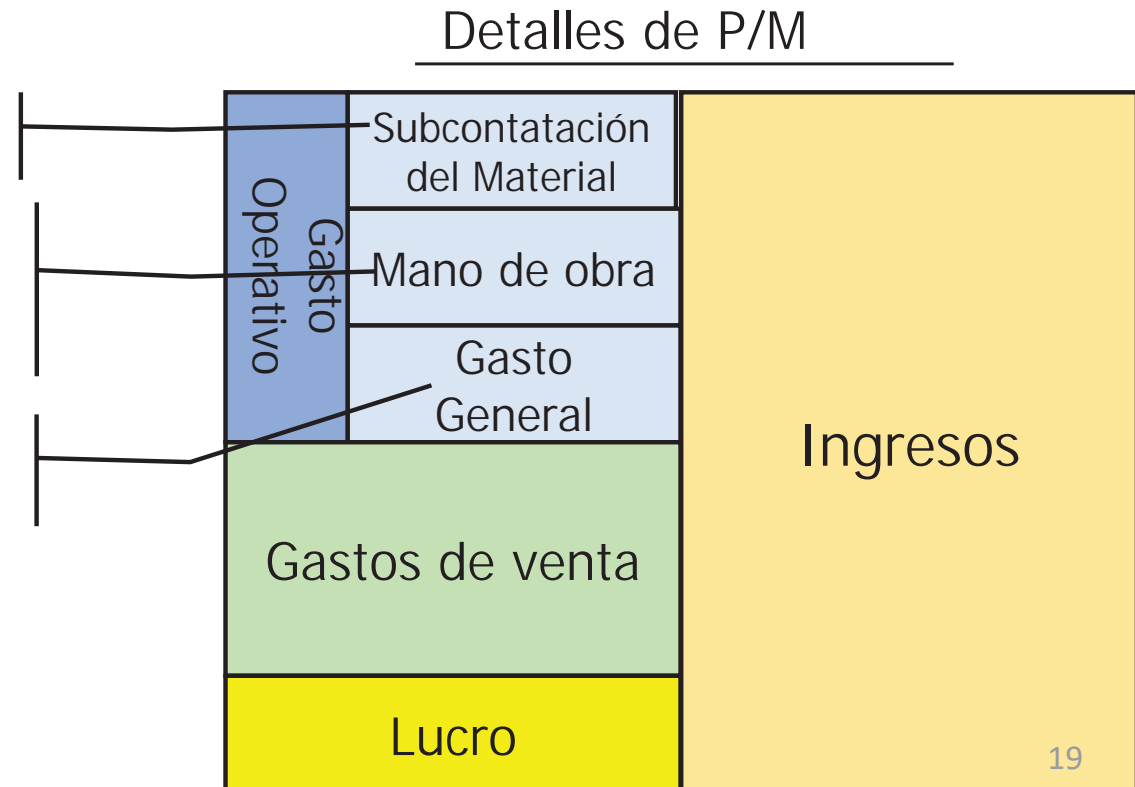 Detalles de P/M
Gasto
Operativo
Subcontatación
del Material
Mano de obra
Gasto
General
Gastos de venta
Lucro
Ingresos
19